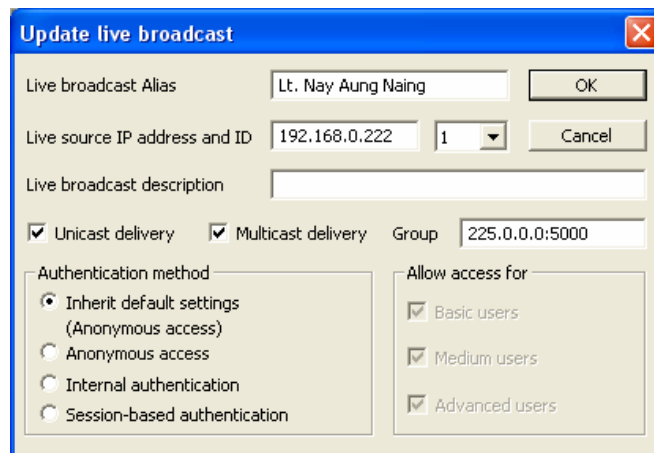 Update live broadcast
Live broadcast Alias Lt. Nay Aung Naing OK
Live source IP address and ID 192.168.0.222 1 Cancel
Live broadcast description
Unicast delivery Multicast delivery Group 225.0.0.0:5000
Authentication method
Inherit default settings
(Anonymous access)
Anonymous access
Internal authentication
Session-based authentication
Allow access for
Basic users
Medium users
Advanced users